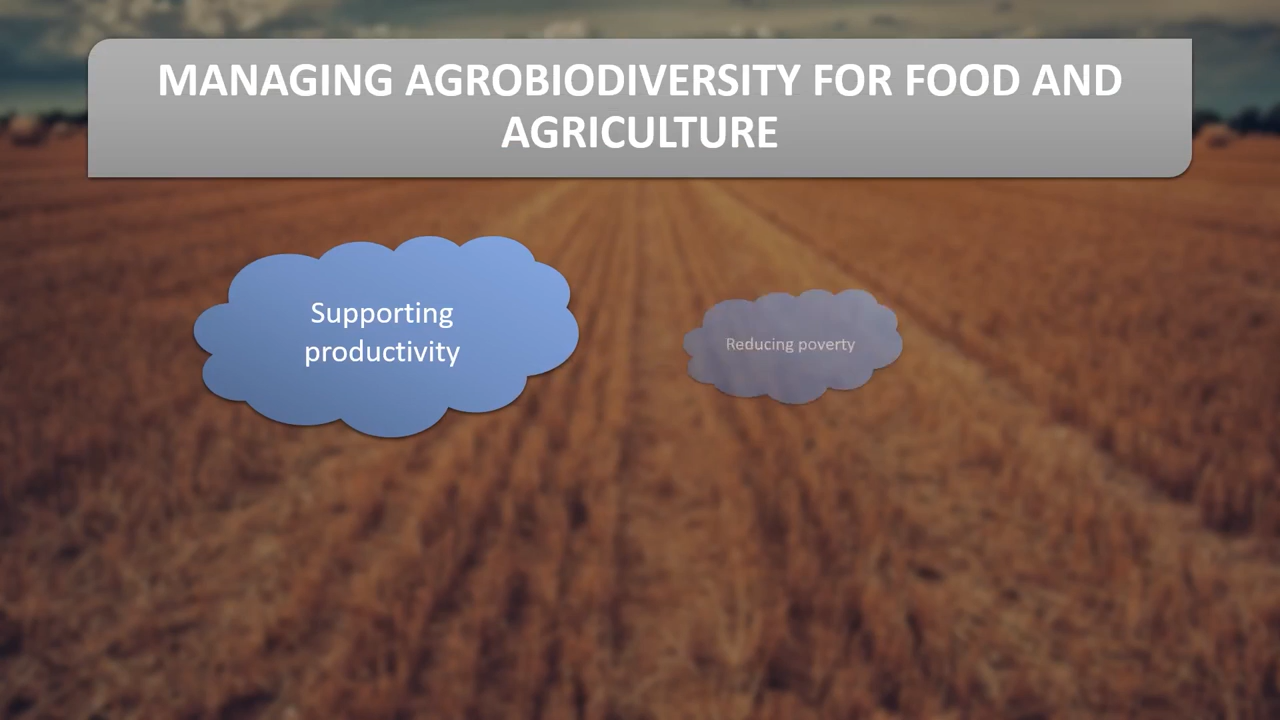 MANAGING AGROBIODIVERSITY FOR FOOD AND
AGRICULTURE
Supporting
productivity
Reducing poverty